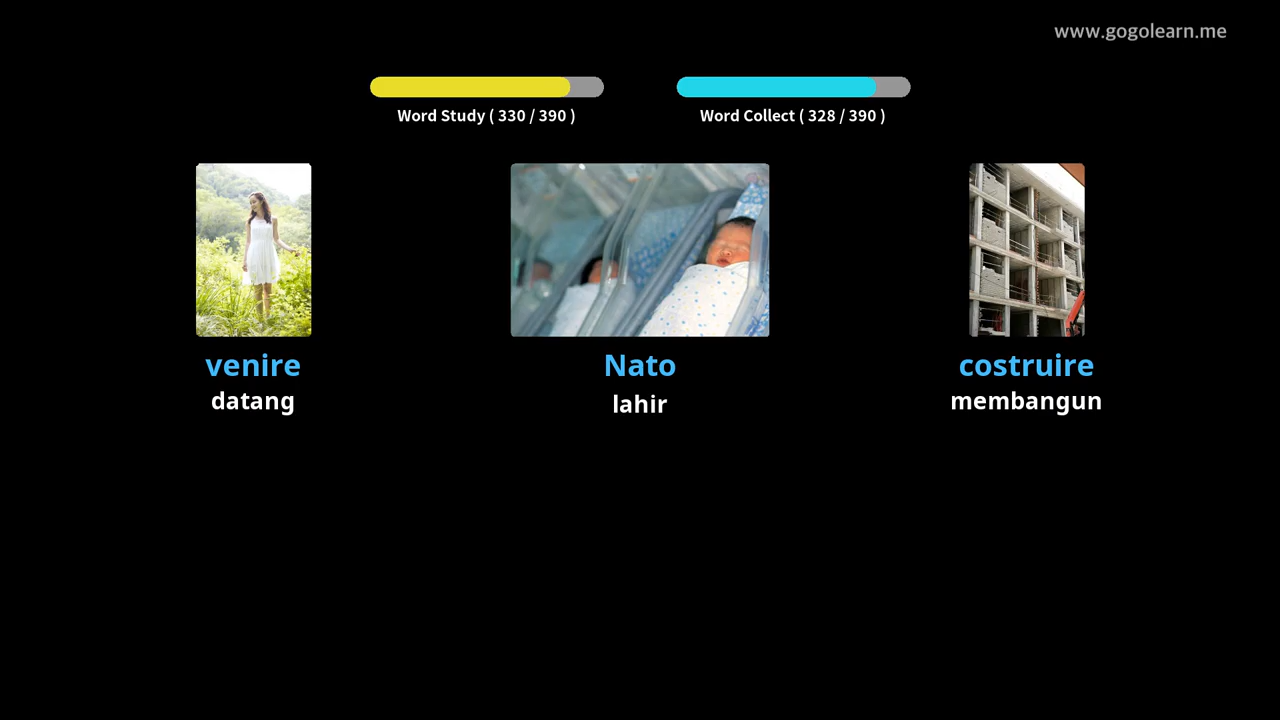 www.gogolearn.me
Word Study ( 330 / 390 )
Word Collect ( 328 / 390 )
venire
datang
Nato
lahir
costruire
membangun